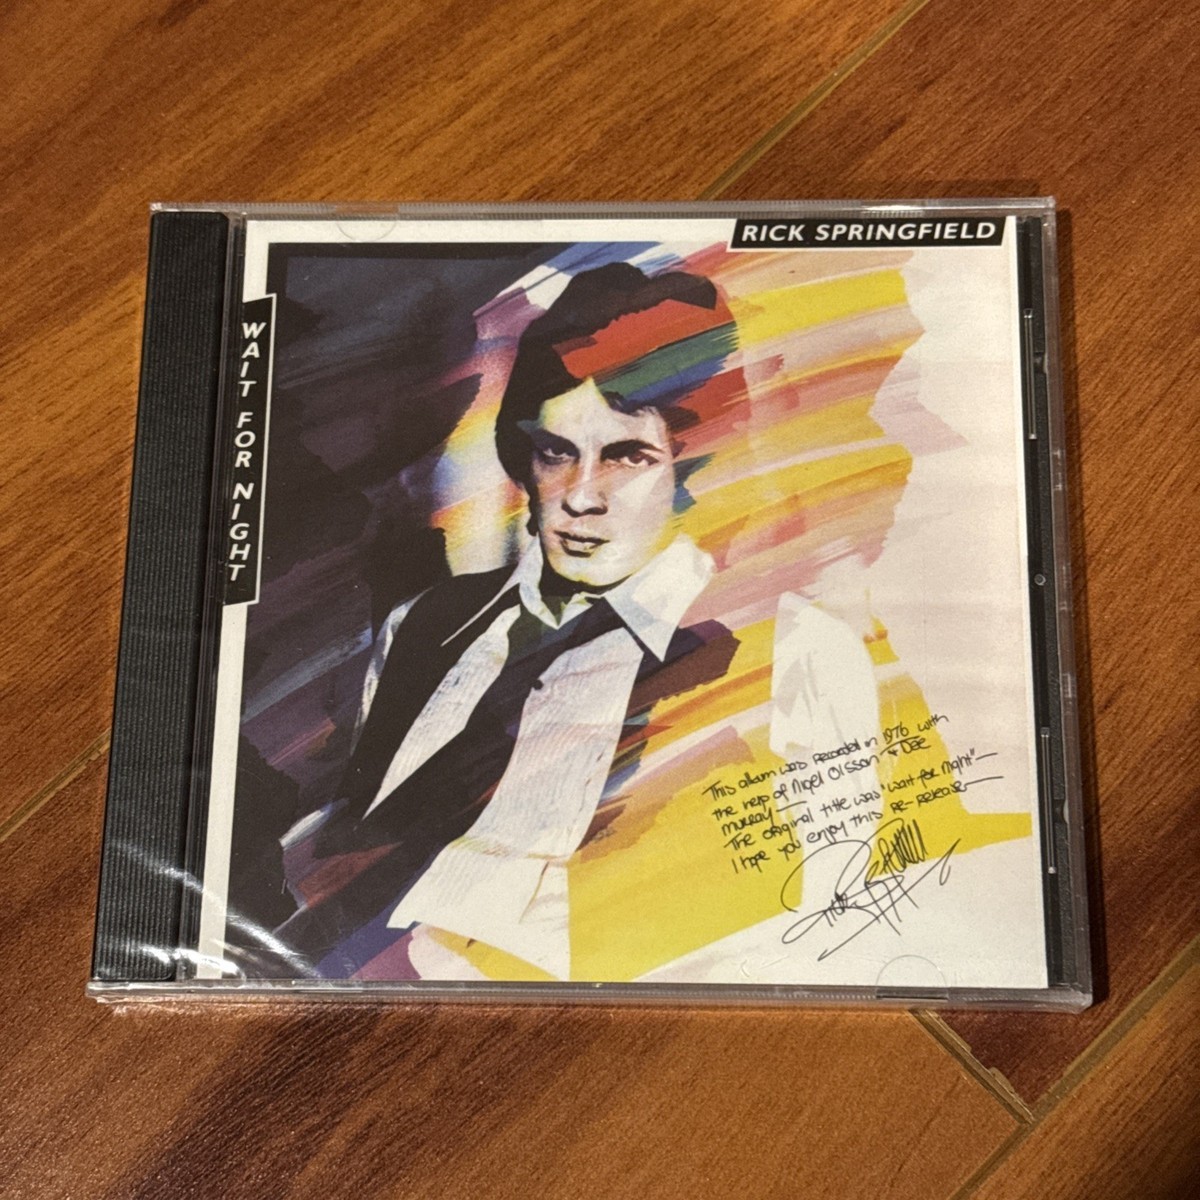 RICK SPRINGFIELD
WAIT FOR NIGHT
This album was recorded in 1976 with
the help of Nigel Olsson + Dee
Murray —
The original title was "Wait for Night" —
I hope you enjoy this re-release —